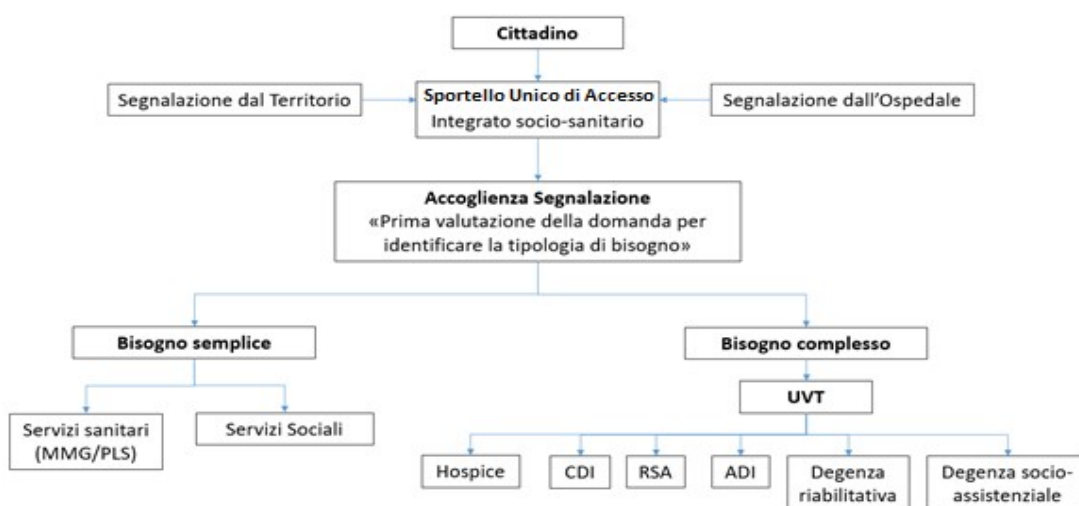 Cittadino
Segnalazione dal Territorio
Sportello Unico di Accesso
Integrato socio-sanitario
Segnalazione dall'Ospedale
Accoglienza Segnalazione
«Prima valutazione della domanda per
identificare la tipologia di bisogno»
Bisogno semplice
Bisogno complesso
UVT
Servizi sanitari
(MMG/PLS)
Servizi Sociali
Hospice
CDI
RSA
ADI
Degenza
riabilitativa
Degenza socio-
assistenziale